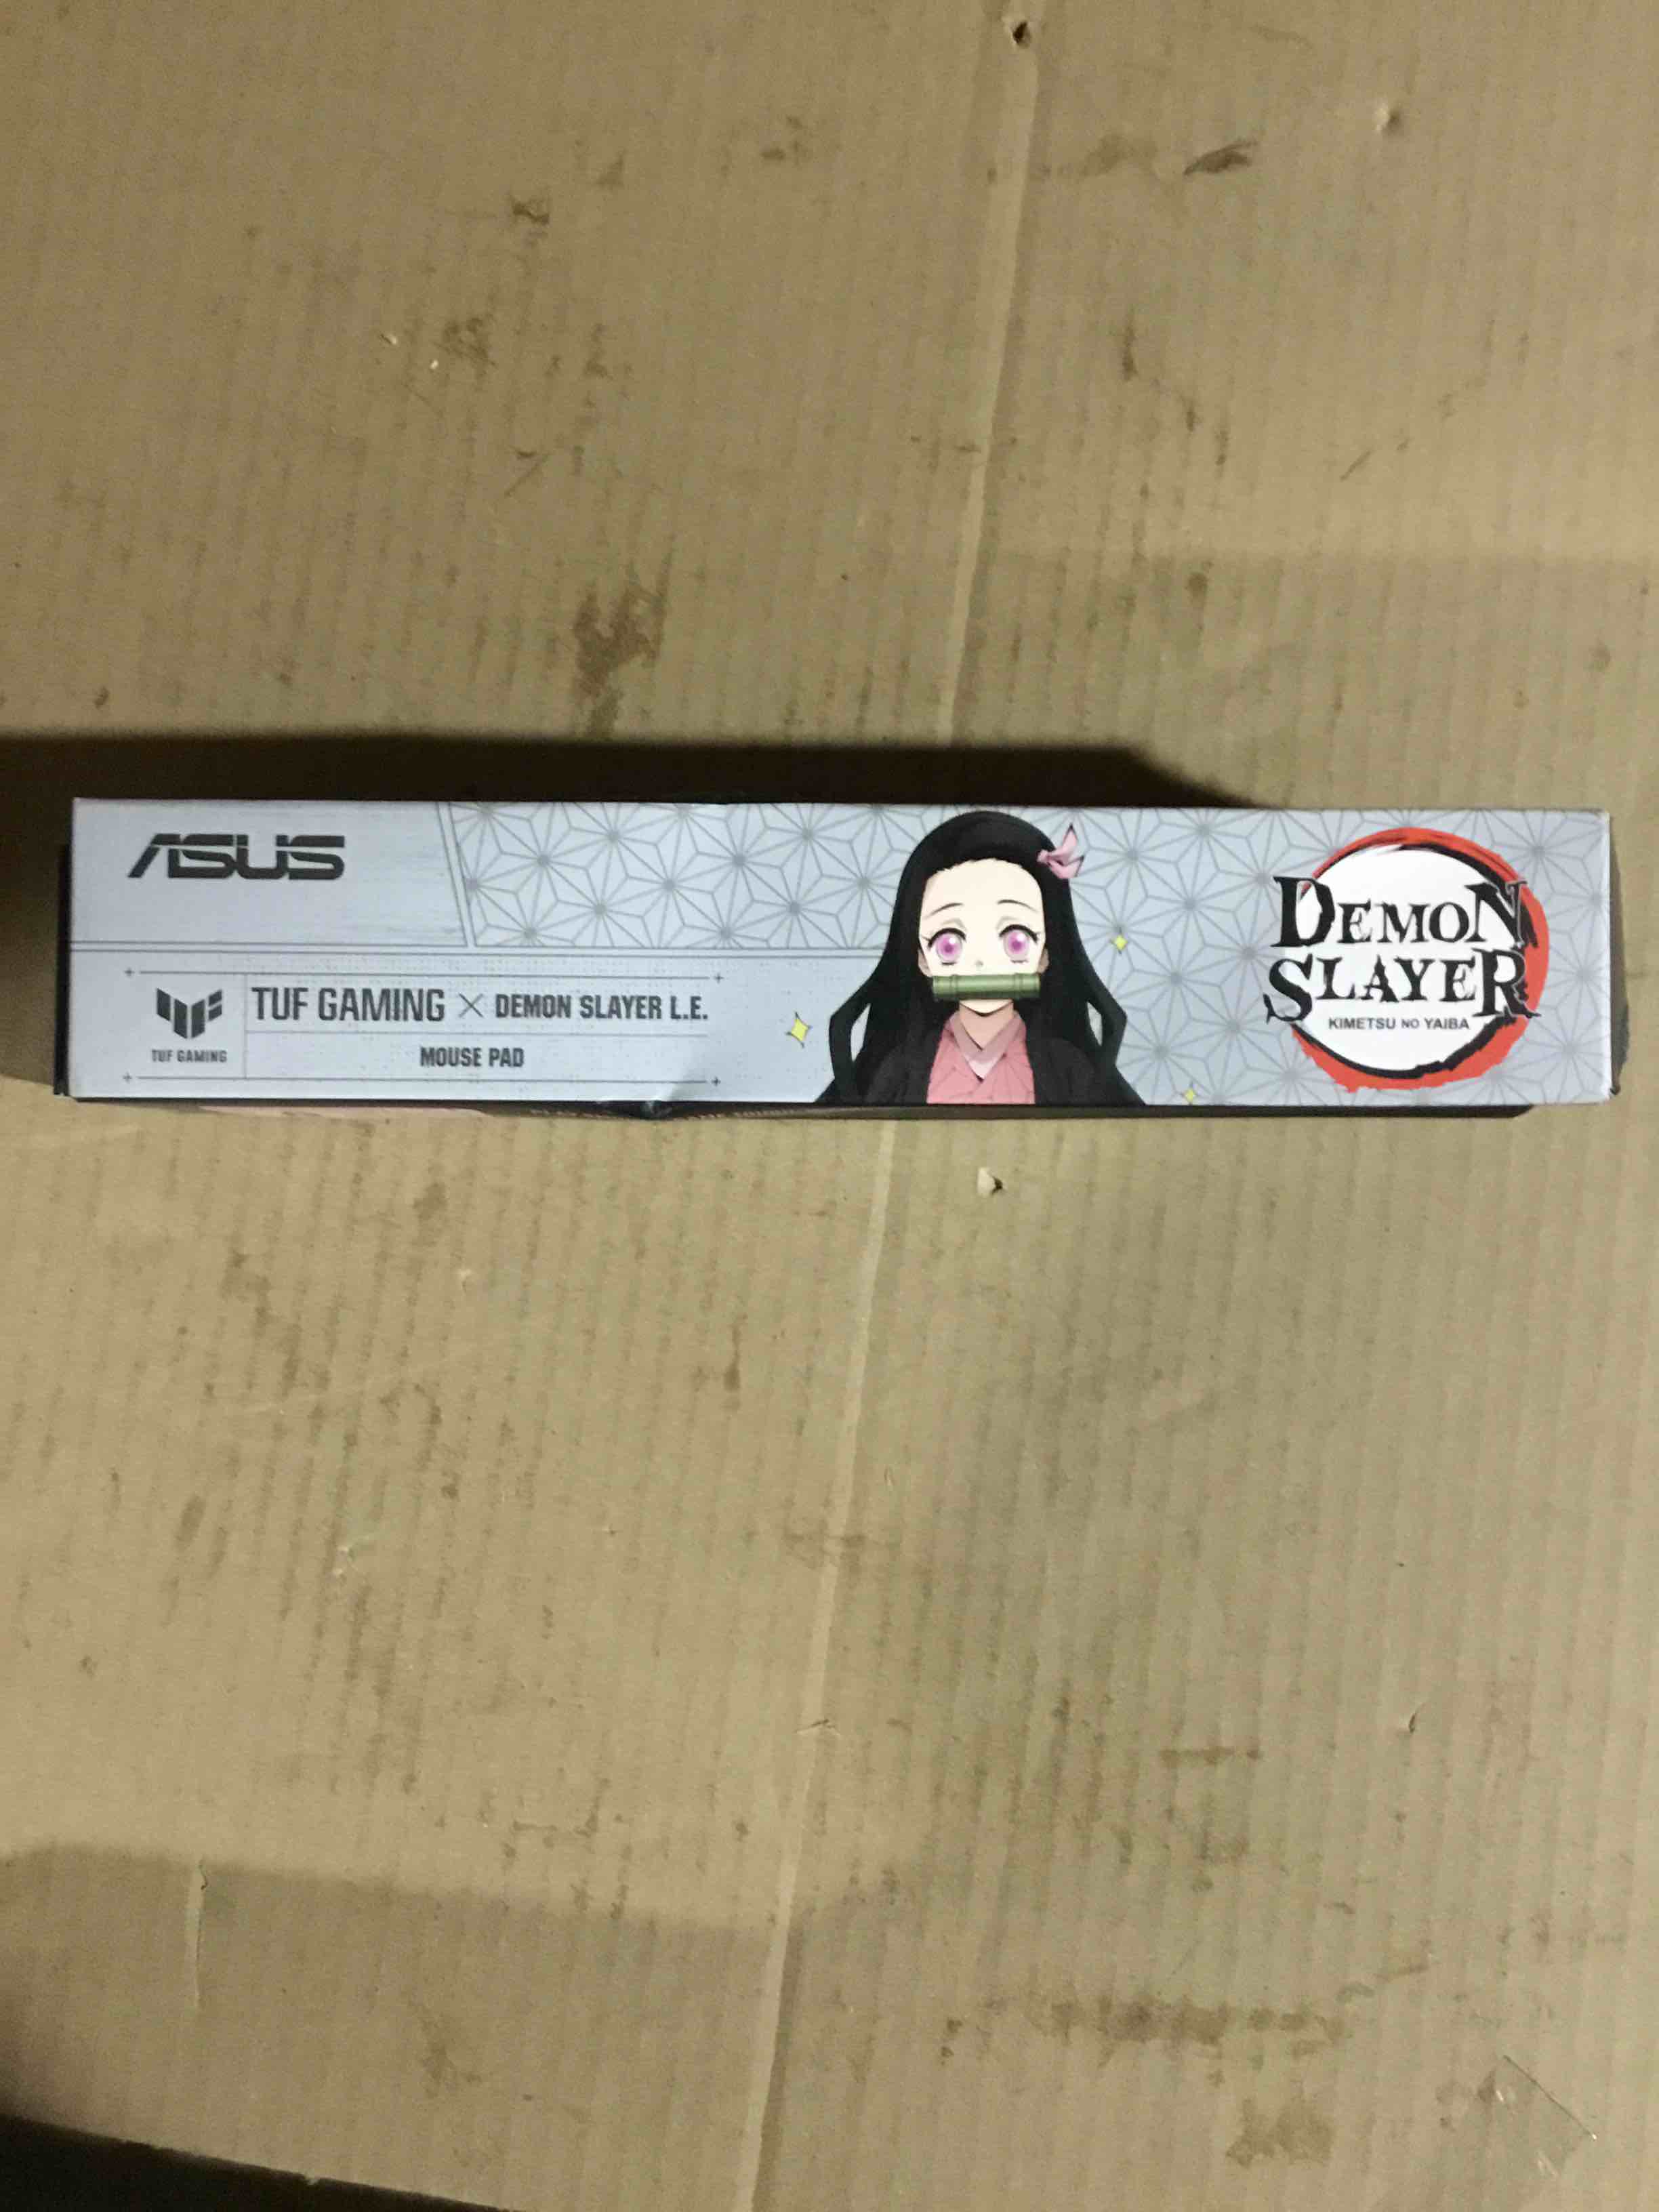 ASUS
TUF GAMING
TUF GAMING × DEMON SLAYER L.E.
MOUSE PAD
DEMON
SLAYER
KIMETSU NO YAIBA